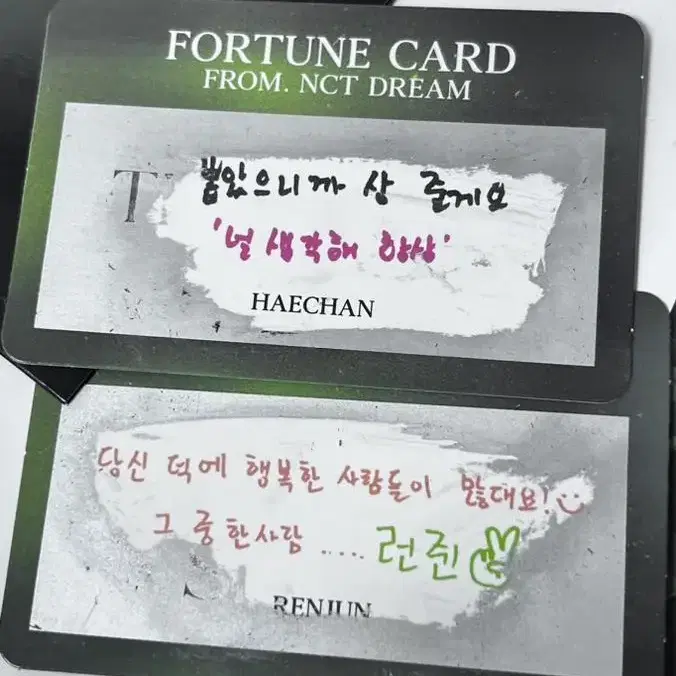 FORTUNE CARD
FROM. NCT DREAM
T
뽑았으니까 상 줄게요
'널 생각해 항상'
HAECHAN
당신 덕에 행복한 사람들이 많대요!
그 중 한사람 ..... 런쥔
RENJUN